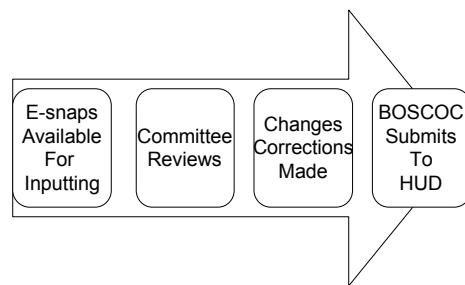 E-snaps
Available
For
Inputting
Committee
Reviews
Changes
Corrections
Made
BOSCOC
Submits
To
HUD